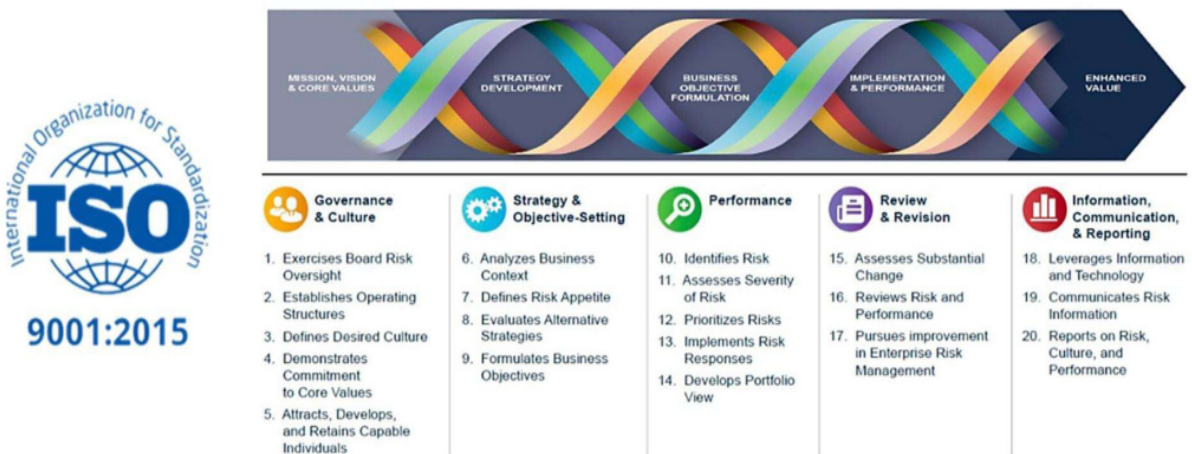 International Organization for Standardization
ISO
9001:2015
MISSION, VISION
& CORE VALUES
STRATEGY
DEVELOPMENT
BUSINESS
OBJECTIVE
FORMULATION
IMPLEMENTATION
& PERFORMANCE
ENHANCED
VALUE
Governance
& Culture
1. Exercises Board Risk
Oversight
2. Establishes Operating
Structures
3. Defines Desired Culture
4. Demonstrates
Commitment
to Core Values
5. Attracts, Develops,
and Retains Capable
Individuals
Strategy &
Objective-Setting
6. Analyzes Business
Context
7. Defines Risk Appetite
8. Evaluates Alternative
Strategies
9. Formulates Business
Objectives
Performance
10. Identifies Risk
11. Assesses Severity
of Risk
12. Prioritizes Risks
13. Implements Risk
Responses
14. Develops Portfolio
View
Review
& Revision
15. Assesses Substantial
Change
16. Reviews Risk and
Performance
17. Pursues improvement
in Enterprise Risk
Management
Information,
Communication,
& Reporting
18. Leverages Information
and Technology
19. Communicates Risk
Information
20. Reports on Risk,
Culture, and
Performance